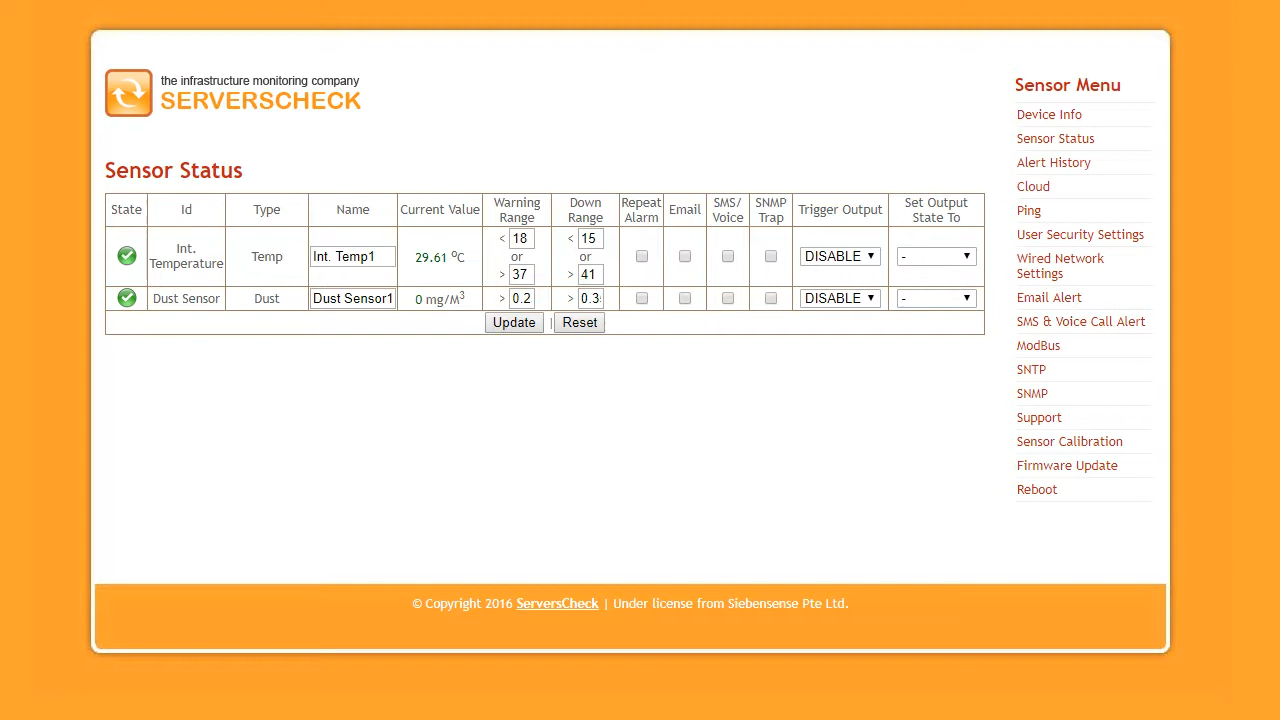 the infrastructure monitoring company
SERVERSCHECK
Sensor Status
State Id Type Name Current Value Warning Range Down Range Repeat Alarm Email SMS/ Voice SNMP Trap Trigger Output Set Output State To
Int. Temperature Temp Int. Temp1 29.61 °C < 18 or > 37 < 15 or > 41 DISABLE -
Dust Sensor Dust Dust Sensor1 0 mg/M³ > 0.2 > 0.3 DISABLE -
Update | Reset
Sensor Menu
Device Info
Sensor Status
Alert History
Cloud
Ping
User Security Settings
Wired Network
Settings
Email Alert
SMS & Voice Call Alert
ModBus
SNTP
SNMP
Support
Sensor Calibration
Firmware Update
Reboot
© Copyright 2016 ServersCheck | Under license from Siebensense Pte Ltd.